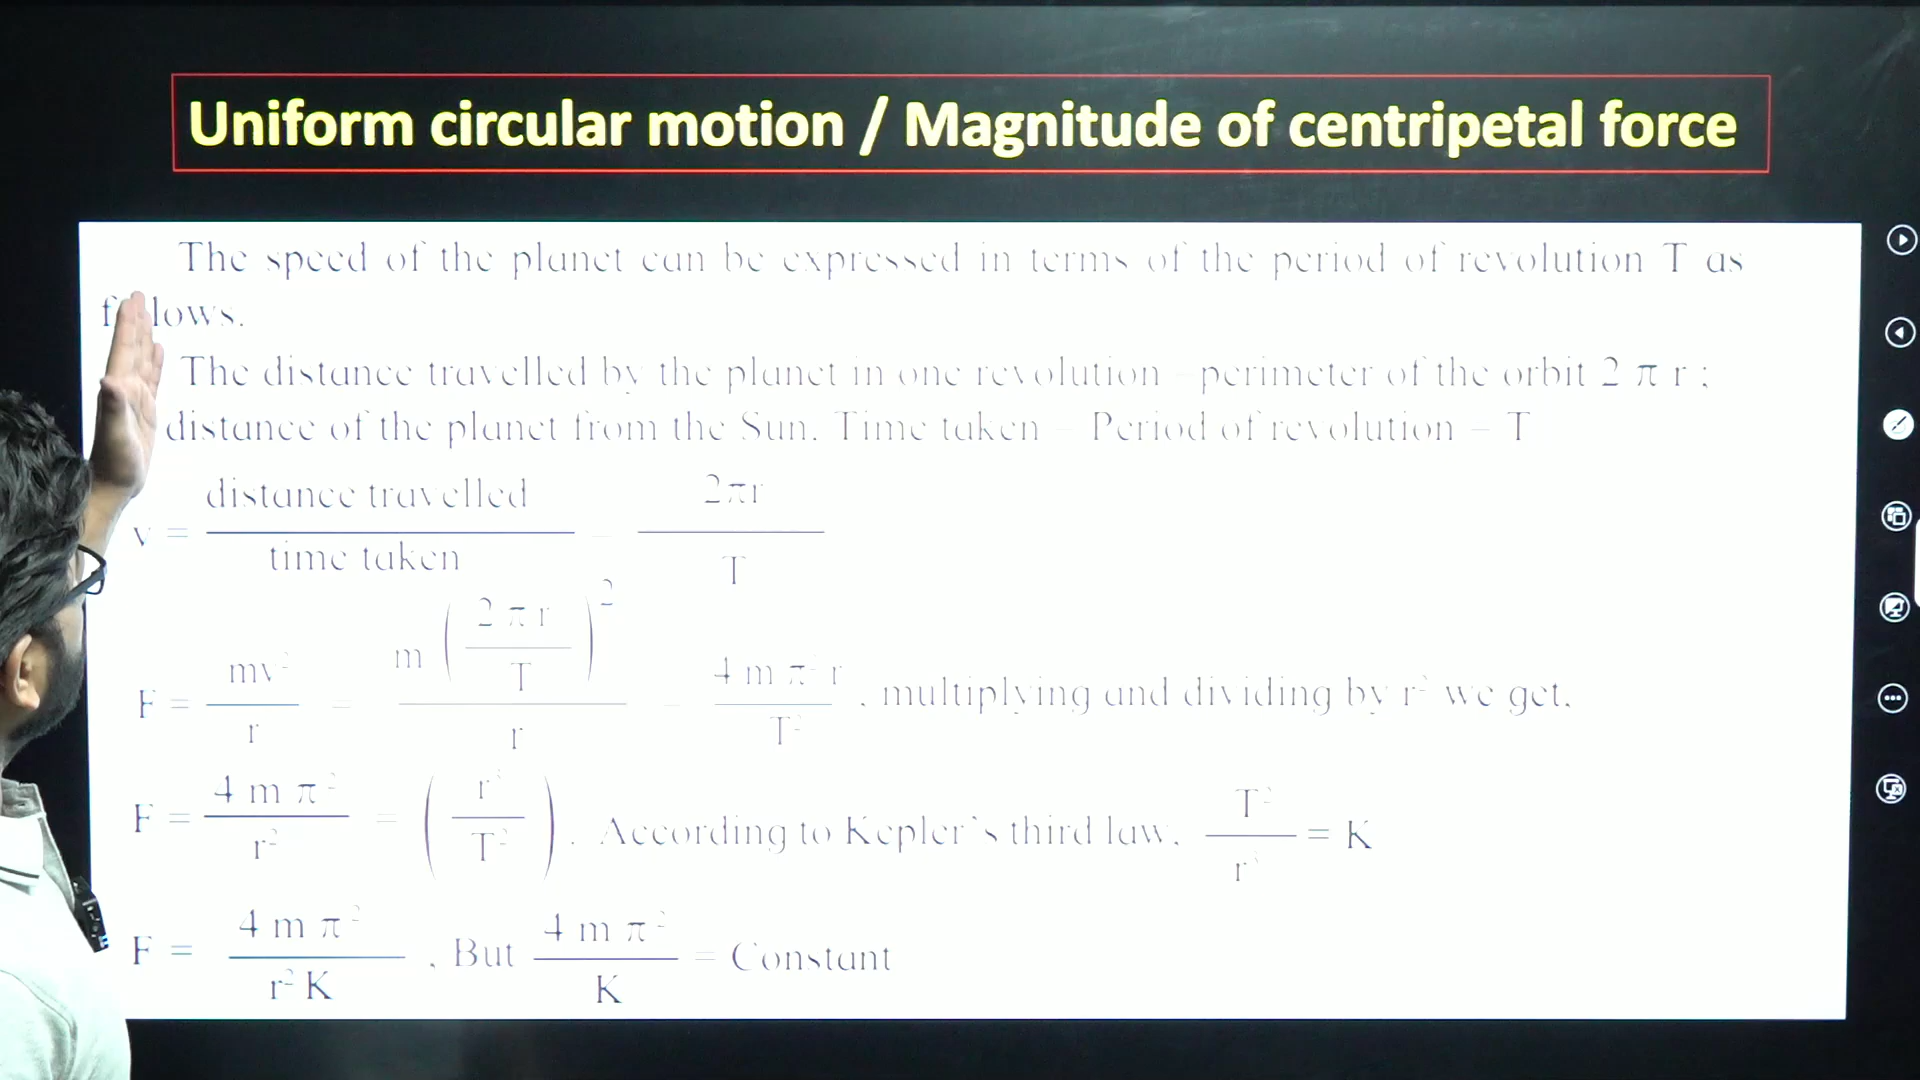 Uniform circular motion / Magnitude of centripetal force
The speed of the planet can be expressed in terms of the period of revolution T as
follows.
The distance travelled by the planet in one revolution perimeter of the orbit 2 π r ;
distance of the planet from the Sun. Time taken = Period of revolution = T
v = distance travelled / time taken = 2πr / T
F = mv² / r = m ( 2 π r / T )² / r = 4 m π² r / T² , multiplying and dividing by r² we get,
F = 4 m π² / r² = ( r³ / T² ) . According to Kepler's third law, T² / r³ = K
F = 4 m π² / r² K , But 4 m π² / K = Constant